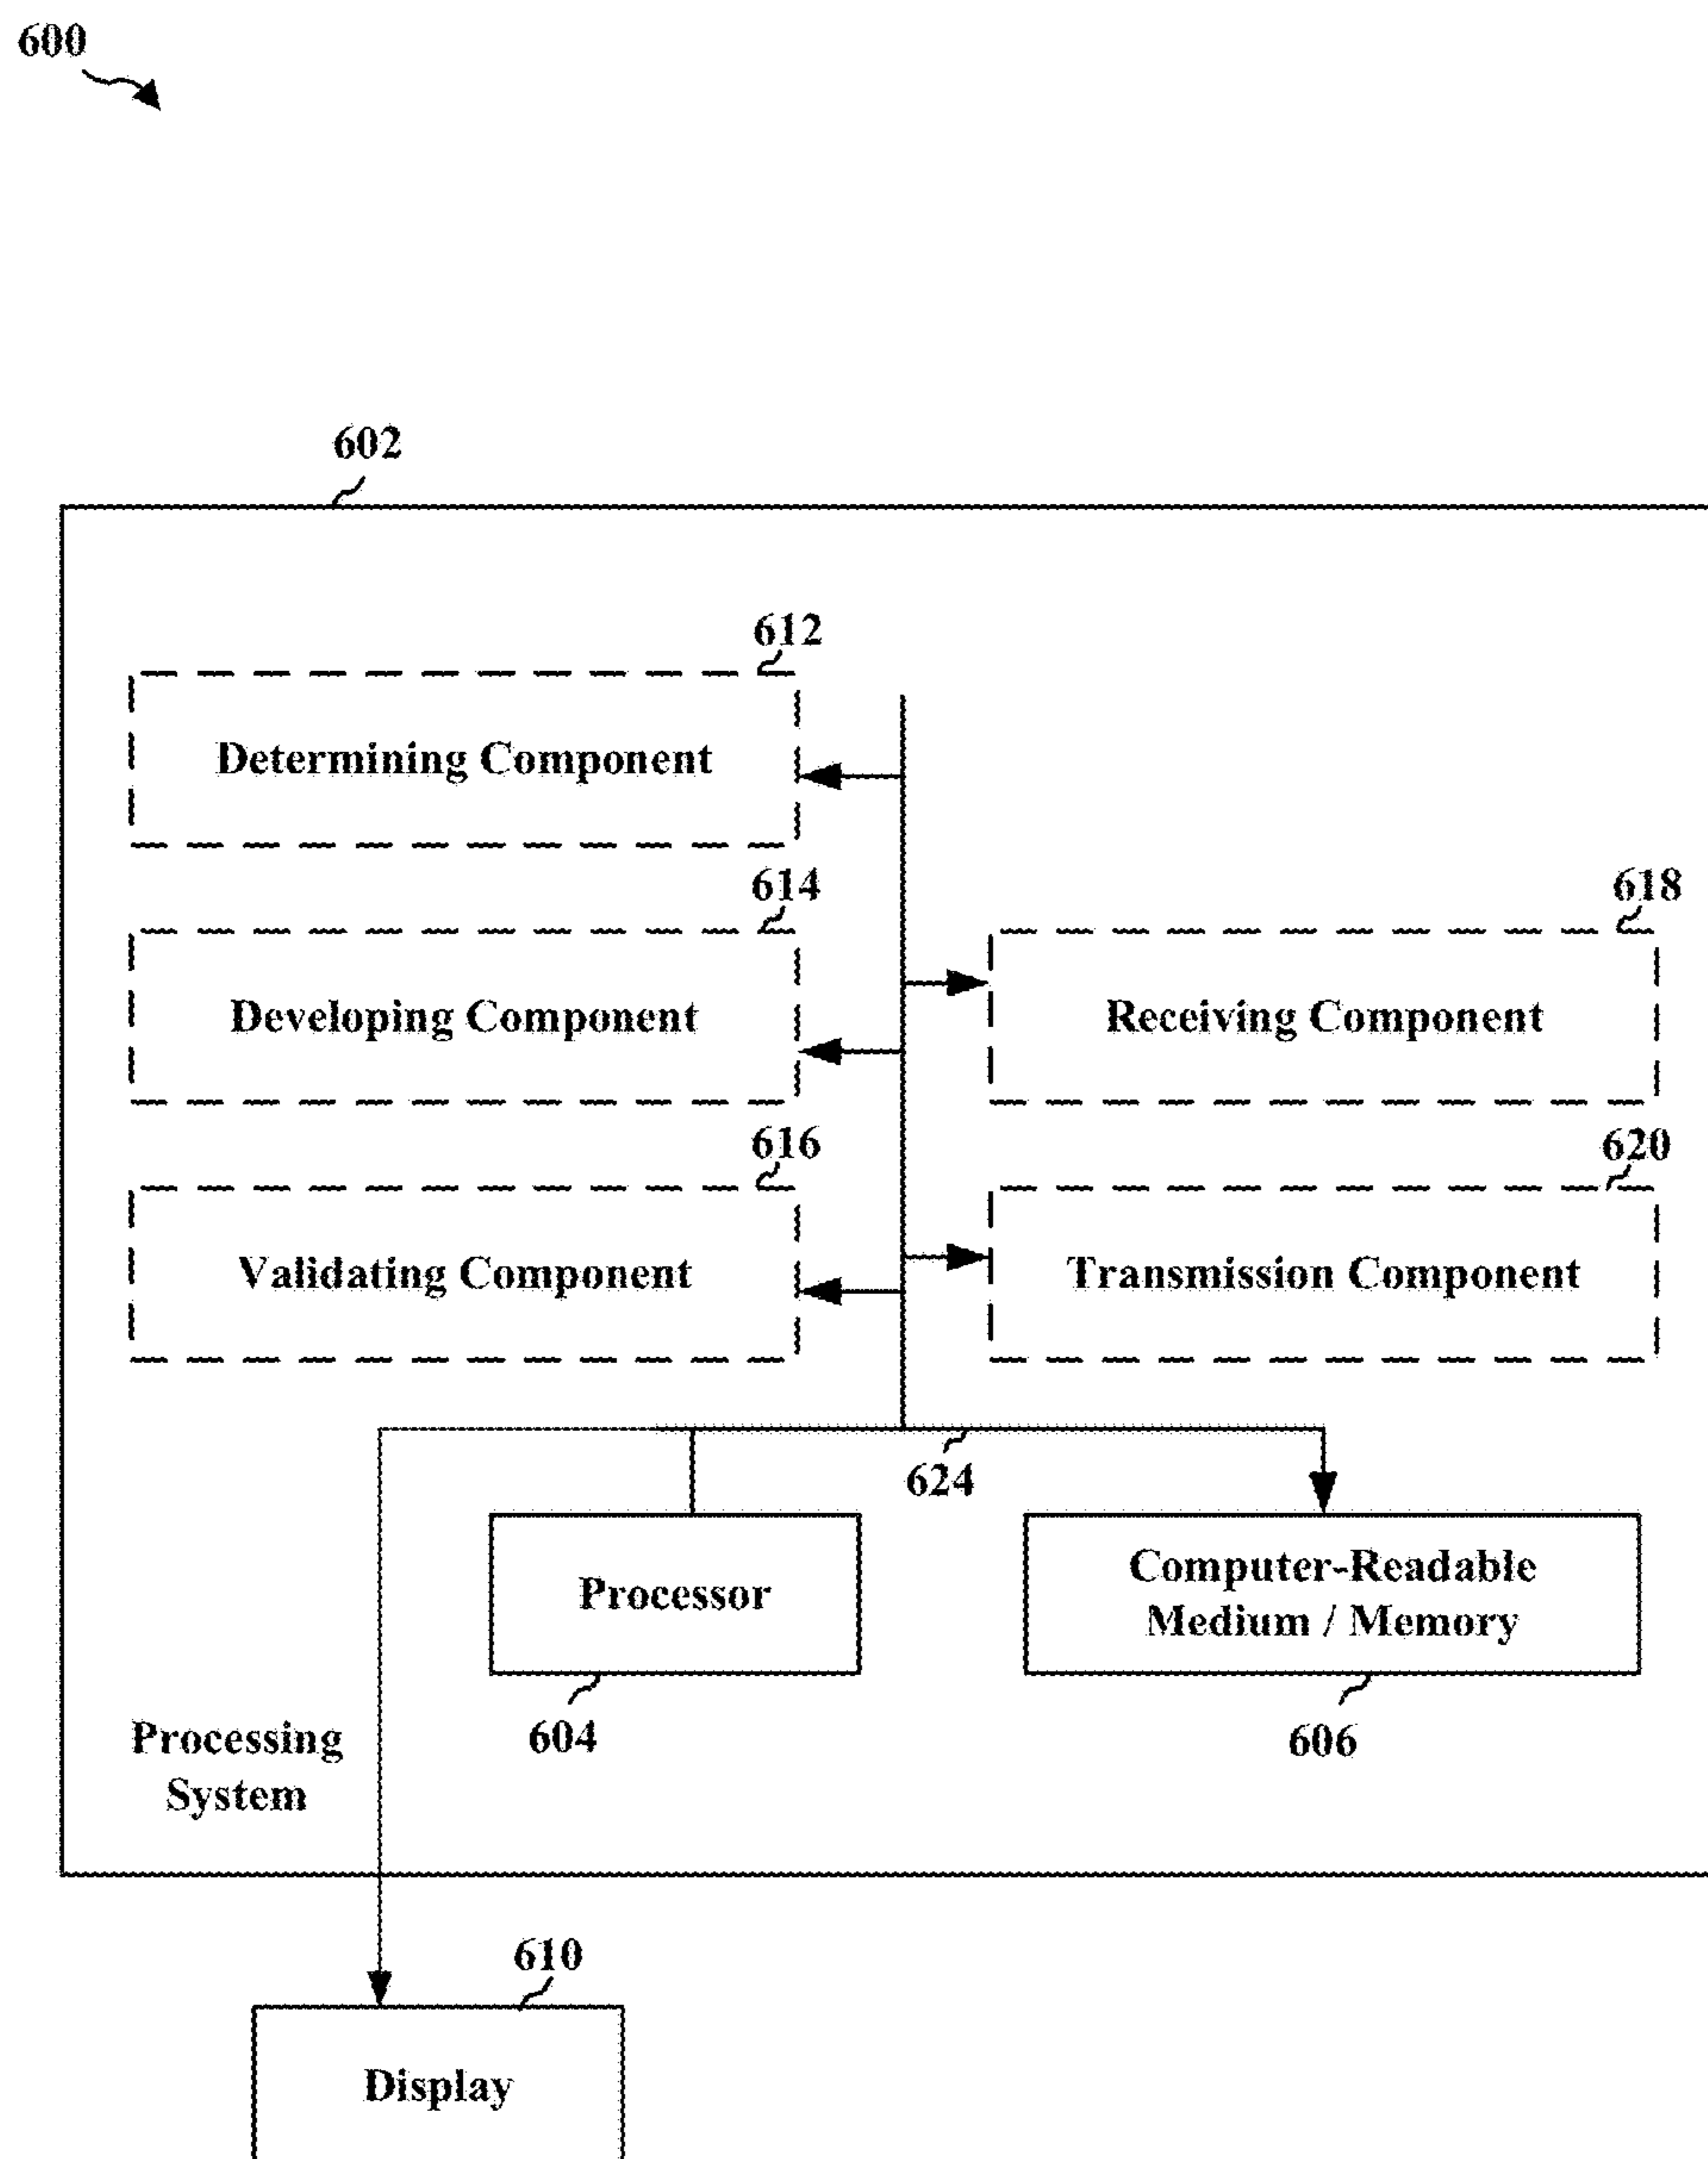 600
602
612
Determining Component
614
618
Developing Component
Receiving Component
616
620
Validating Component
Transmission Component
624
Processor
Computer-Readable
Medium / Memory
604
606
Processing
System
610
Display